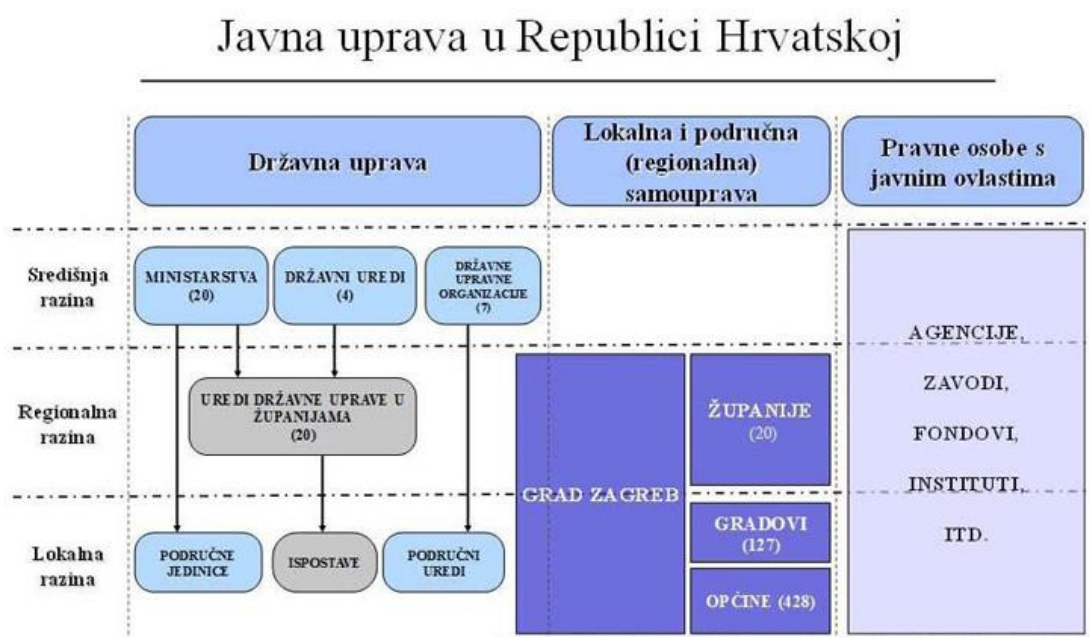 Javna uprava u Republici Hrvatskoj
Državna uprava
Lokalna i područna
(regionalna)
samouprava
Pravne osobe s
javnim ovlastima
Središnja
razina
MINISTARSTVA
(20)
DRŽAVNI UREDI
(4)
DRŽAVNE
UPRAVNE
ORGANIZACIJE
(7)
Regionalna
razina
UREDI DRŽAVNE UPRAVE U
ŽUPANIJAMA
(20)
GRAD ZAGREB
ŽUPANIJE
(20)
Lokalna
razina
PODRUČNE
JEDINICE
ISPOSTAVE
PODRUČNI
UREDI
GRADOVI
(127)
OPĆINE (428)
AGENCIJE,
ZAVODI,
FONDOVI,
INSTITUTI,
ITD.